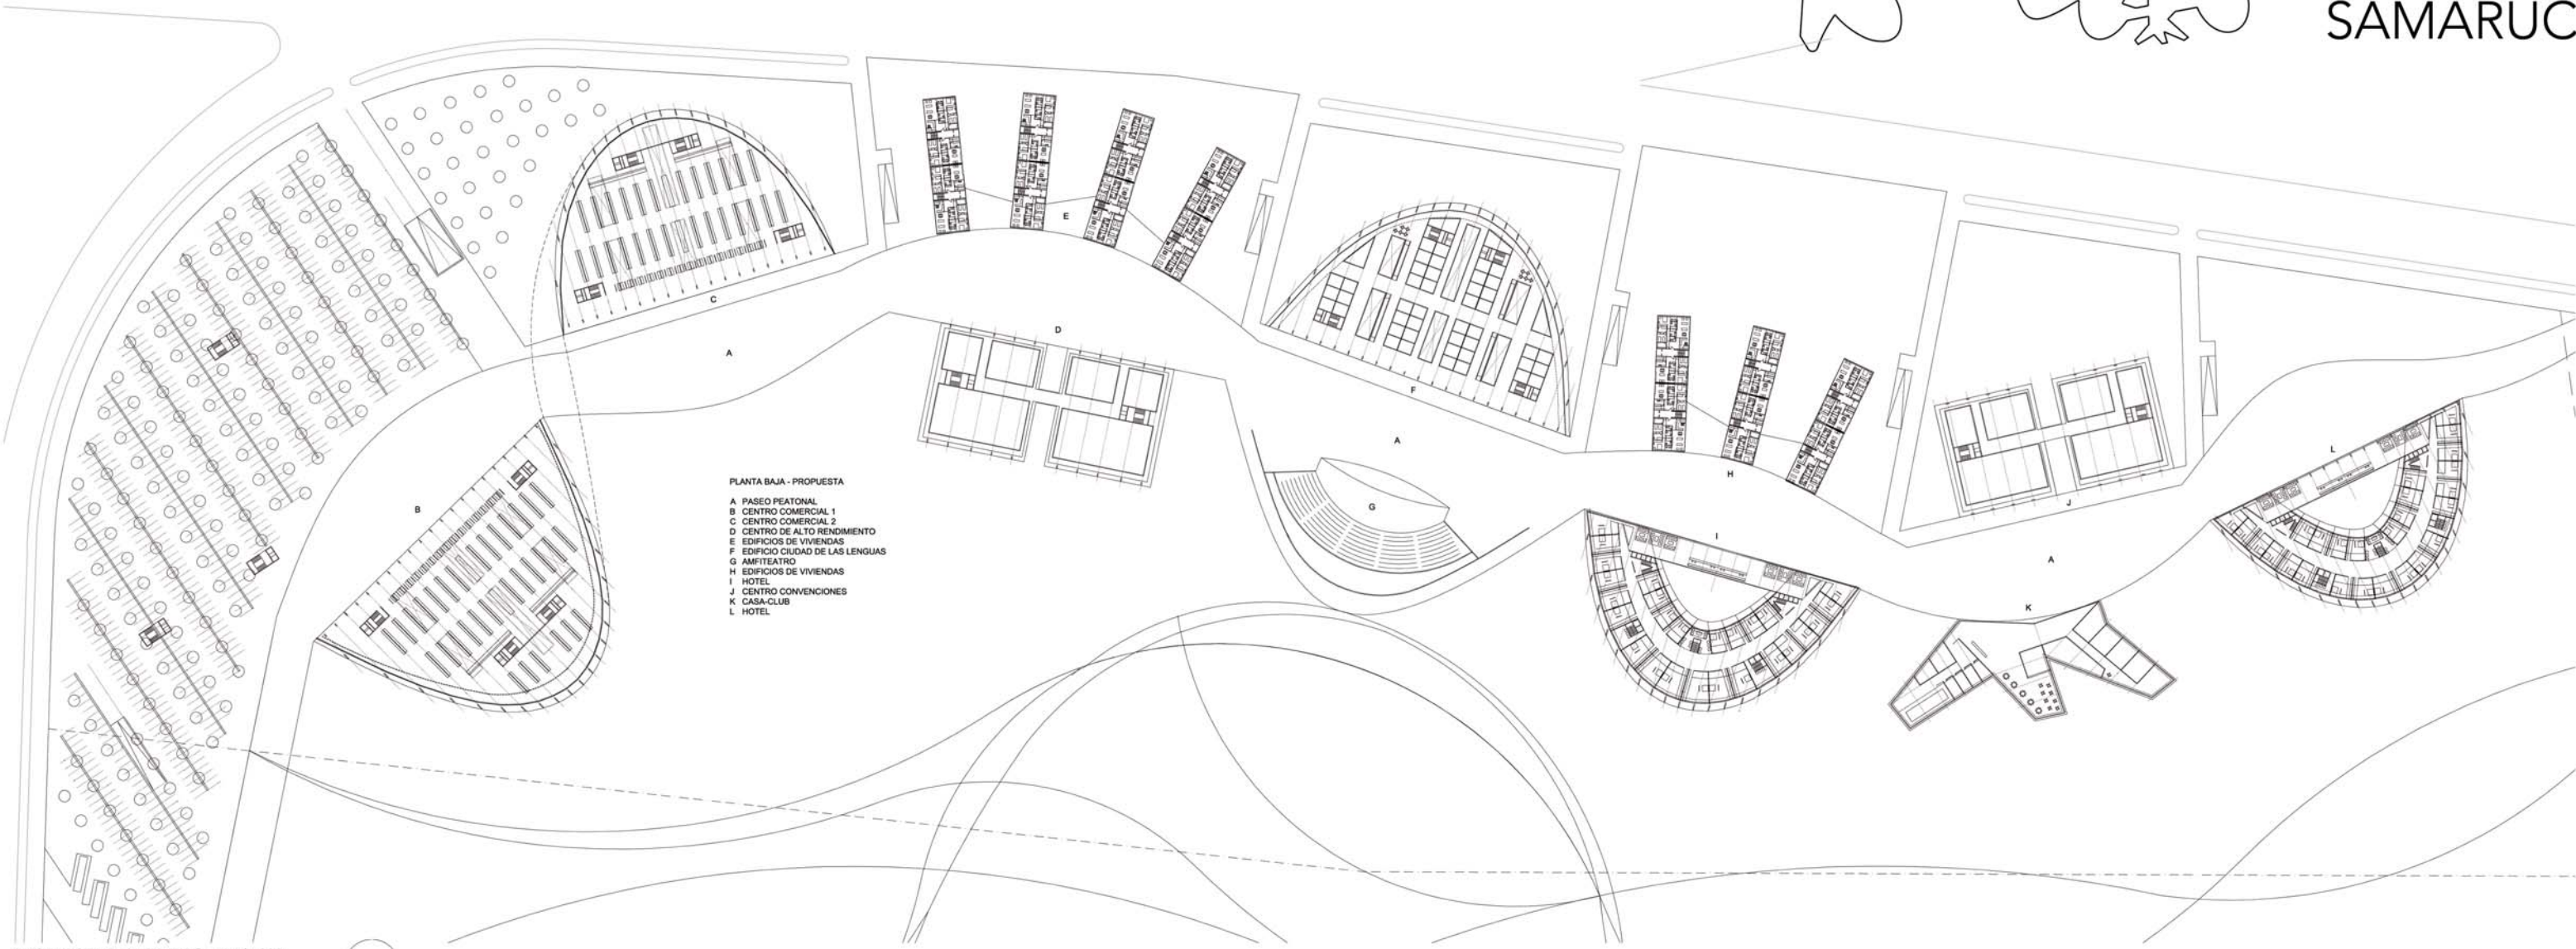 SAMARUC
E
C
D
A
F
A
H
L
B
G
J
I
A
K
PLANTA BAJA - PROPUESTA
A PASEO PEATONAL
B CENTRO COMERCIAL 1
C CENTRO COMERCIAL 2
D CENTRO DE ALTO RENDIMIENTO
E EDIFICIOS DE VIVIENDAS
F EDIFICIO CIUDAD DE LAS LENGUAS
G AMFITEATRO
H EDIFICIOS DE VIVIENDAS
I HOTEL
J CENTRO CONVENCIONES
K CASA-CLUB
L HOTEL